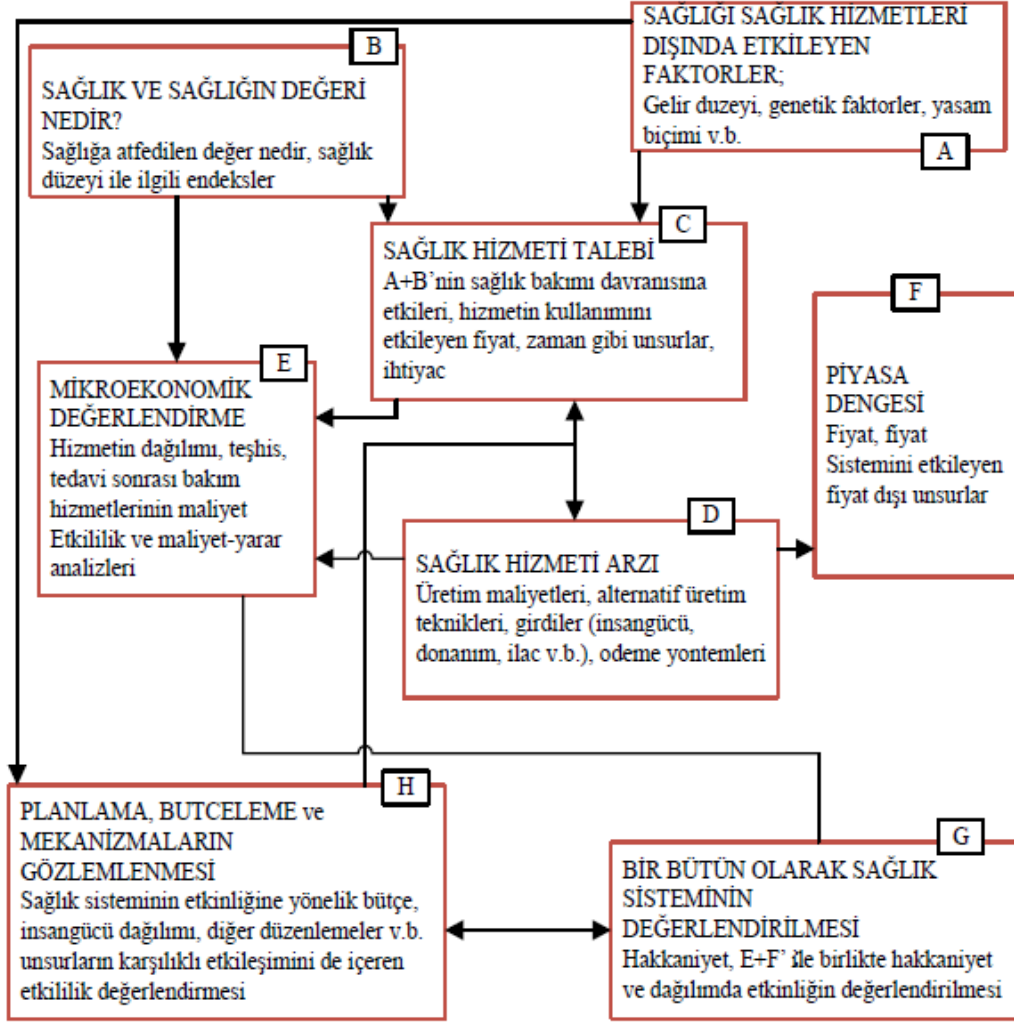 A
SAĞLIĞI SAĞLIK HİZMETLERİ
DIŞINDA ETKİLEYEN
FAKTORLER;
Gelir duzeyi, genetik faktorler, yasam
biçimi v.b.
B
SAĞLIK VE SAĞLIĞIN DEĞERİ
NEDİR?
Sağlığa atfedilen değer nedir, sağlık
düzeyi ile ilgili endeksler
C
SAĞLIK HİZMETİ TALEBİ
A+B’nin sağlık bakımı davranısına
etkileri, hizmetin kullanımını
etkileyen fiyat, zaman gibi unsurlar,
ihtiyac
D
SAĞLIK HİZMETİ ARZI
Üretim maliyetleri, alternatif üretim
teknikleri, girdiler (insangücü,
donanım, ilac v.b.), odeme yontemleri
E
MİKROEKONOMİK
DEĞERLENDİRME
Hizmetin dağılımı, teşhis,
tedavi sonrası bakım
hizmetlerinin maliyet
Etkililik ve maliyet-yarar
analizleri
F
PİYASA
DENGESİ
Fiyat, fiyat
Sistemini etkileyen
fiyat dışı unsurlar
H
PLANLAMA, BUTCELEME ve
MEKANİZMALARIN
GÖZLEMLENMESİ
Sağlık sisteminin etkinliğine yönelik bütçe,
insangücü dağılımı, diğer düzenlemeler v.b.
unsurların karşılıklı etkileşimini de içeren
etkililik değerlendirmesi
G
BİR BÜTÜN OLARAK SAĞLIK
SİSTEMİNİN
DEĞERLENDİRİLMESİ
Hakkaniyet, E+F’ ile birlikte hakkaniyet
ve dağılımda etkinliğin değerlendirilmesi